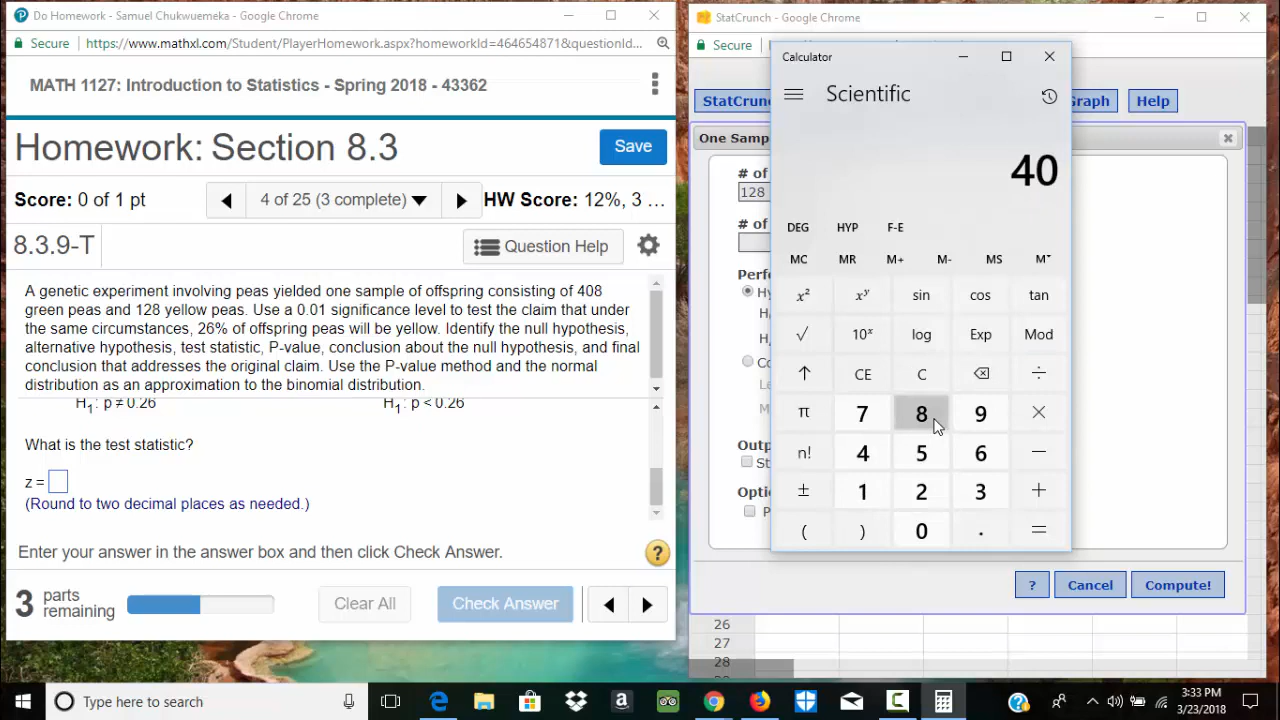 Do Homework - Samuel Chukwuemeka - Google Chrome
Secure
https://www.mathxl.com/Student/PlayerHomework.aspx?homeworkId=464654871&questionId...
MATH 1127: Introduction to Statistics - Spring 2018 - 43362
Homework: Section 8.3
Save
Score: 0 of 1 pt
4 of 25 (3 complete)
HW Score: 12%, 3 ...
8.3.9-T
Question Help
A genetic experiment involving peas yielded one sample of offspring consisting of 408
green peas and 128 yellow peas. Use a 0.01 significance level to test the claim that under
the same circumstances, 26% of offspring peas will be yellow. Identify the null hypothesis,
alternative hypothesis, test statistic, P-value, conclusion about the null hypothesis, and final
conclusion that addresses the original claim. Use the P-value method and the normal
distribution as an approximation to the binomial distribution.
H1: p ≠ 0.26
H1: p < 0.26
What is the test statistic?
z =
(Round to two decimal places as needed.)
Enter your answer in the answer box and then click Check Answer.
?
3 parts
remaining
Clear All
Check Answer
StatCrunch - Google Chrome
Secure
StatCrunch
Graph
Help
One Samp
# of
128
# of
Perfo
Outp
St
Optio
P
?
Cancel
Compute!
26
27
28
Calculator
Scientific
40
DEG HYP F-E
MC MR M+ M- MS M˅
x² xʸ sin cos tan
√ 10ˣ log Exp Mod
↑ CE C ⌫ ÷
π 7 8 9 ×
n! 4 5 6 −
± 1 2 3 +
( ) 0 . =
Type here to search
3:33 PM
3/23/2018